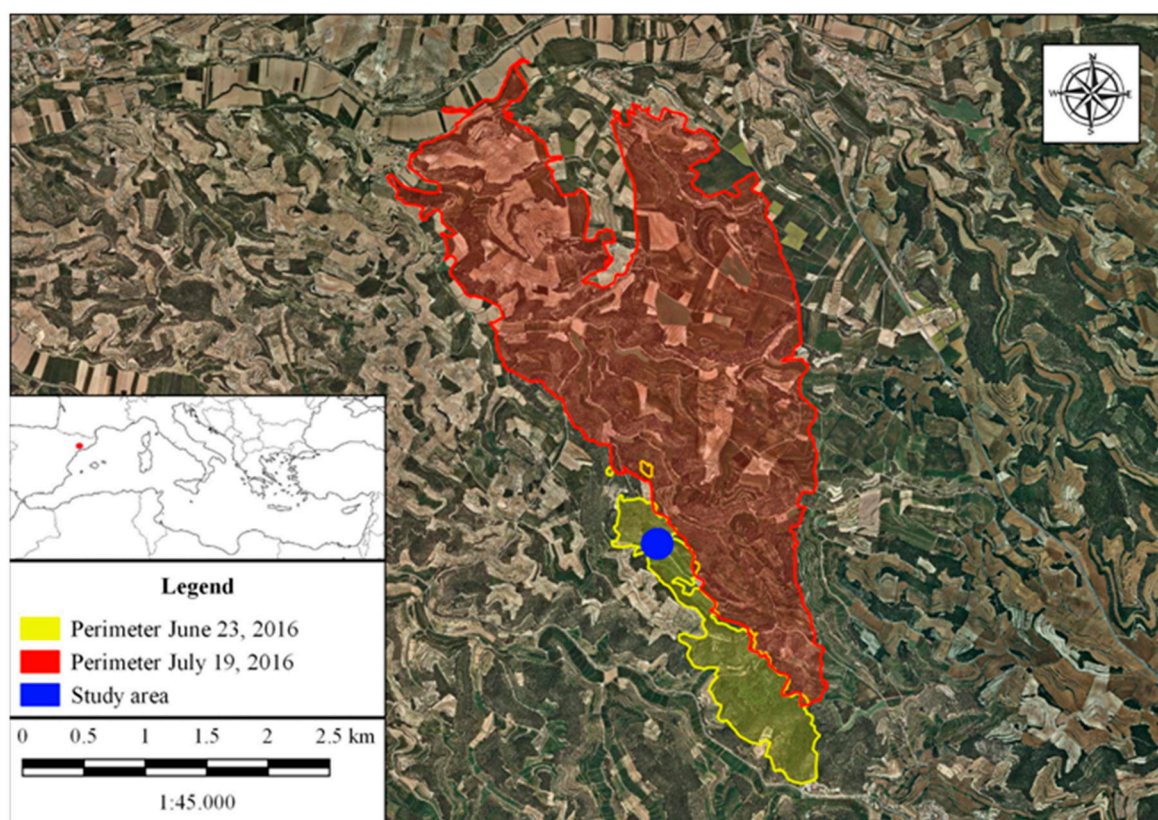 N
W E
S
Legend
Perimeter June 23, 2016
Perimeter July 19, 2016
Study area
0 0.5 1 1.5 2 2.5 km
1:45.000